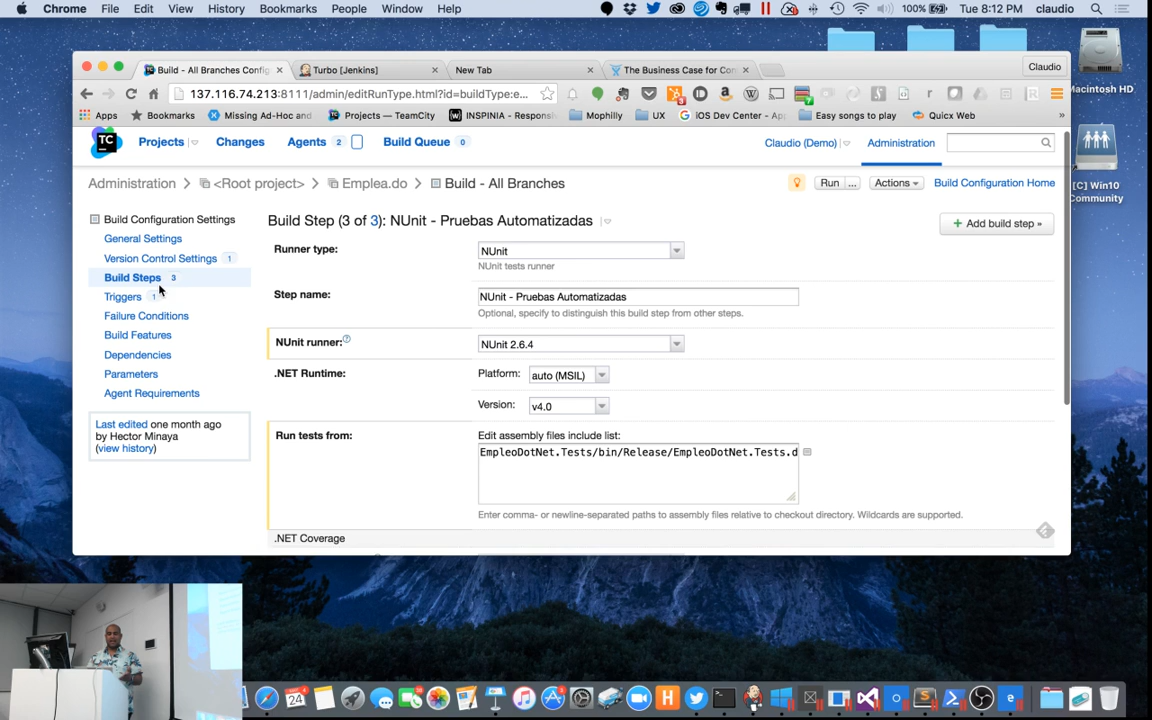 Chrome File Edit View History Bookmarks People Window Help 100% Tue 8:12 PM claudio
Build - All Branches Config Turbo [Jenkins] New Tab The Business Case for Con Claudio
137.116.74.213:8111/admin/editRunType.html?id=buildType:e...
Apps Bookmarks Missing Ad-Hoc and Projects — TeamCity INSPINIA - Respons Mophilly UX iOS Dev Center - Ap Easy songs to play Quicx Web »
TC Projects Changes Agents 2 Build Queue 0 Claudio (Demo) Administration
Administration <Root project> Emplea.do Build - All Branches Run ... Actions Build Configuration Home
Build Configuration Settings
General Settings
Version Control Settings 1
Build Steps 3
Triggers 1
Failure Conditions
Build Features
Dependencies
Parameters
Agent Requirements
Last edited one month ago
by Hector Minaya
(view history)
Build Step (3 of 3): NUnit - Pruebas Automatizadas
+ Add build step »
Runner type: NUnit
NUnit tests runner
Step name: NUnit - Pruebas Automatizadas
Optional, specify to distinguish this build step from other steps.
NUnit runner: NUnit 2.6.4
.NET Runtime: Platform: auto (MSIL)
Version: v4.0
Run tests from: Edit assembly files include list:
EmpleoDotNet.Tests/bin/Release/EmpleoDotNet.Tests.d
Enter comma- or newline-separated paths to assembly files relative to checkout directory. Wildcards are supported.
.NET Coverage
Macintosh HD
[C] Win10
Community
24